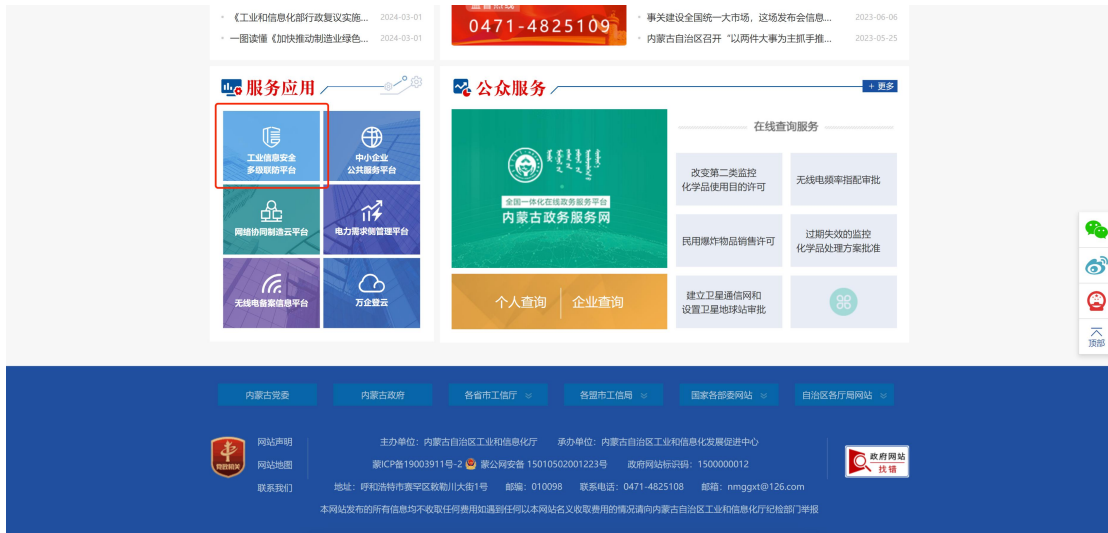 《工业和信息化部行政复议实施... 2024-03-01
一图读懂《加快推动制造业绿色... 2024-03-01
0471-4825109
事关建设全国统一大市场，这场发布会信息... 2023-06-06
内蒙古自治区召开“以两件大事为主抓手推... 2023-05-25
服务应用
工业信息安全
多级联防平台
中小企业
公共服务平台
网络协同制造云平台
电力需求侧管理平台
无线电备案信息平台
万企登云
公众服务
+ 更多
全国一体化在线政务服务平台
内蒙古政务服务网
个人查询
企业查询
在线查询服务
改变第二类监控
化学品使用目的许可
无线电频率指配审批
民用爆炸物品销售许可
过期失效的监控
化学品处理方案批准
建立卫星通信网和
设置卫星地球站审批
顶部
内蒙古党委
内蒙古政府
各省市工信厅
各盟市工信局
国家各部委网站
自治区各厅局网站
党政机关
网站声明
网站地图
联系我们
主办单位：内蒙古自治区工业和信息化厅 承办单位：内蒙古自治区工业和信息化发展促进中心
蒙ICP备19003911号-2 蒙公网安备 15010502001223号 政府网站标识码：1500000012
地址：呼和浩特市赛罕区敕勒川大街1号 邮编：010098 联系电话：0471-4825108 邮箱：nmggxt@126.com
本网站发布的所有信息均不收取任何费用如遇到任何以本网站名义收取费用的情况请向内蒙古自治区工业和信息化厅纪检部门举报
政府网站
找错